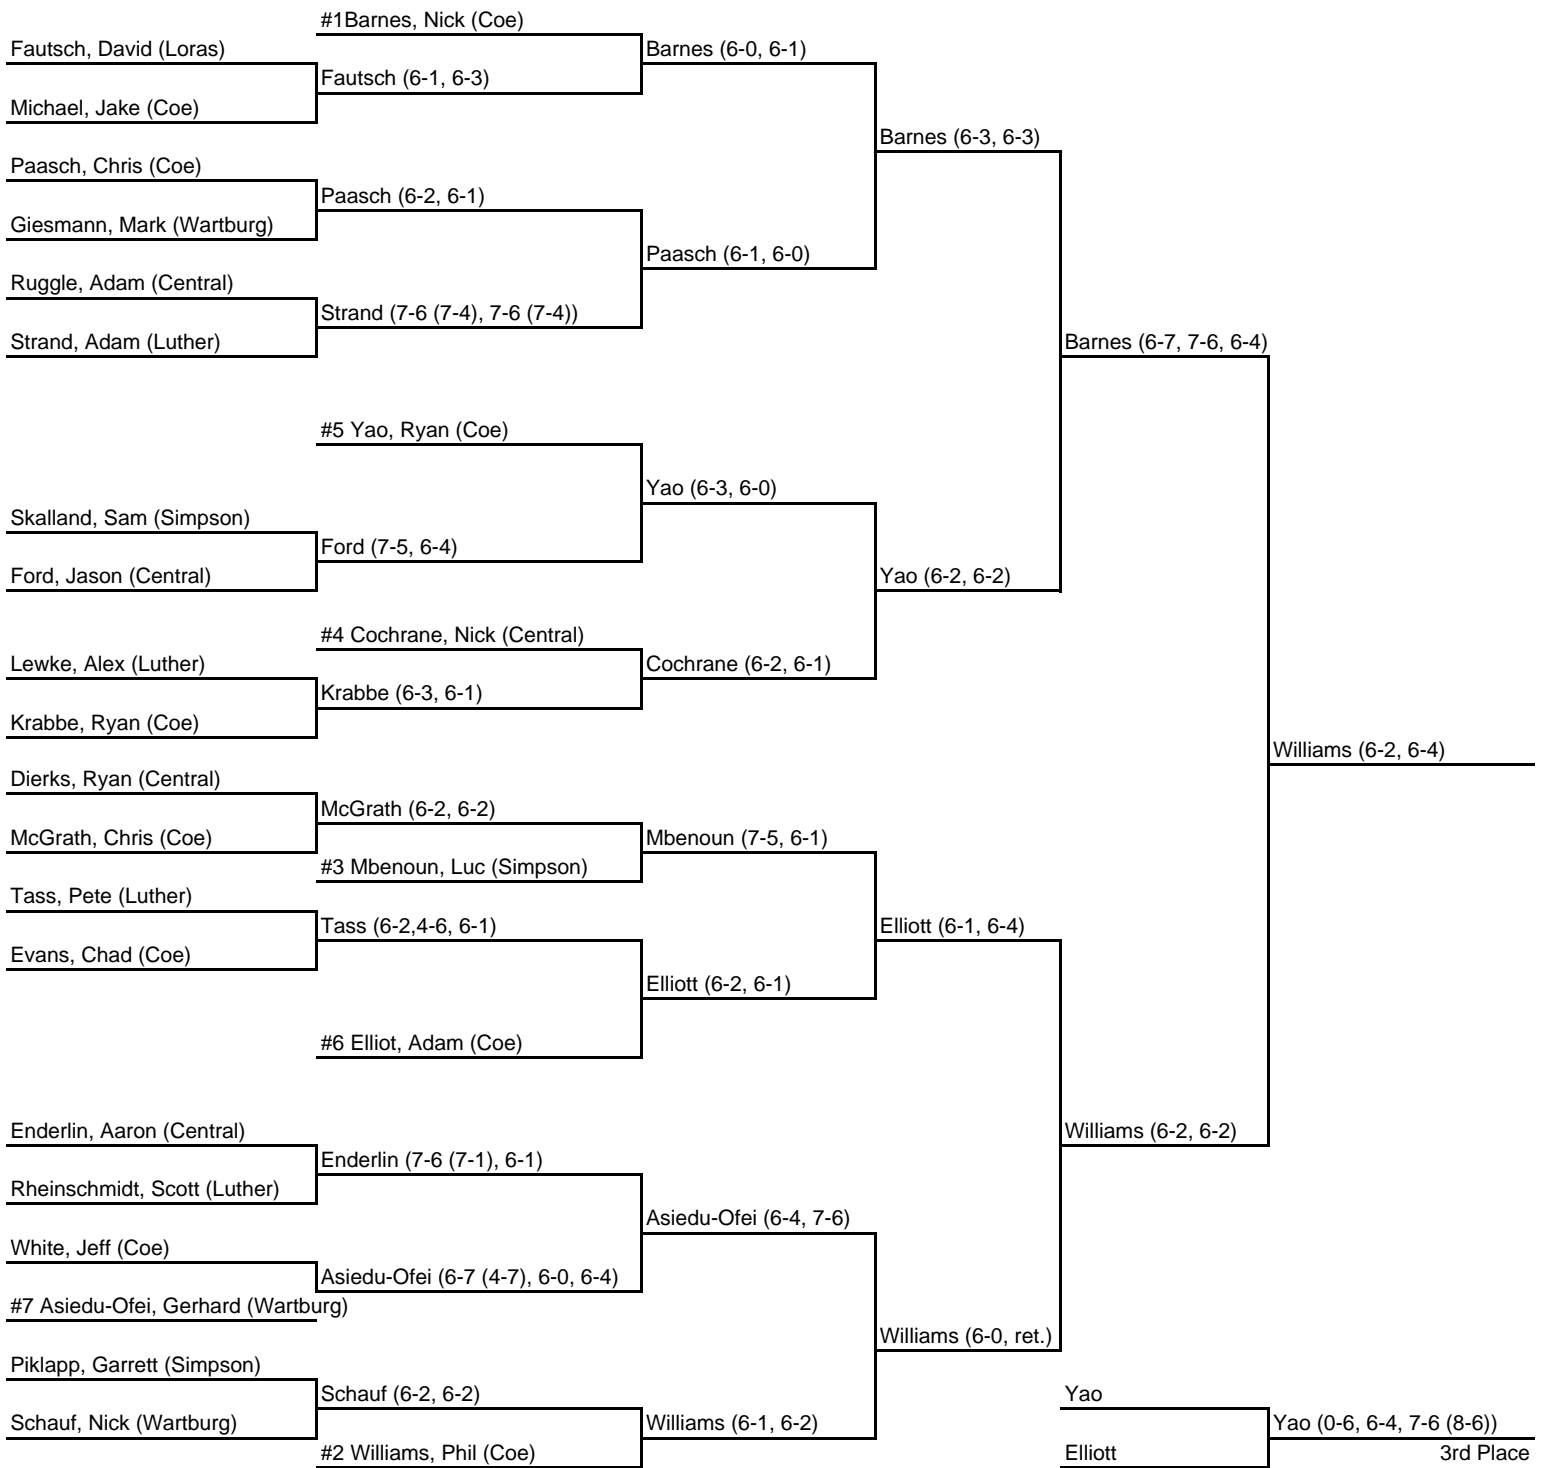 #1Barnes, Nick (Coe)
Fautsch, David (Loras)
Barnes (6-0, 6-1)
Fautsch (6-1, 6-3)
Michael, Jake (Coe)
Barnes (6-3, 6-3)
Paasch, Chris (Coe)
Paasch (6-2, 6-1)
Giesmann, Mark (Wartburg)
Paasch (6-1, 6-0)
Ruggle, Adam (Central)
Strand (7-6 (7-4), 7-6 (7-4))
Strand, Adam (Luther)
Barnes (6-7, 7-6, 6-4)
#5 Yao, Ryan (Coe)
Yao (6-3, 6-0)
Skalland, Sam (Simpson)
Ford (7-5, 6-4)
Ford, Jason (Central)
Yao (6-2, 6-2)
#4 Cochrane, Nick (Central)
Lewke, Alex (Luther)
Cochrane (6-2, 6-1)
Krabbe (6-3, 6-1)
Krabbe, Ryan (Coe)
Williams (6-2, 6-4)
Dierks, Ryan (Central)
McGrath (6-2, 6-2)
McGrath, Chris (Coe)
Mbenoun (7-5, 6-1)
#3 Mbenoun, Luc (Simpson)
Tass, Pete (Luther)
Tass (6-2,4-6, 6-1)
Elliott (6-1, 6-4)
Evans, Chad (Coe)
Elliott (6-2, 6-1)
#6 Elliot, Adam (Coe)
Enderlin, Aaron (Central)
Williams (6-2, 6-2)
Enderlin (7-6 (7-1), 6-1)
Rheinschmidt, Scott (Luther)
Asiedu-Ofei (6-4, 7-6)
White, Jeff (Coe)
Asiedu-Ofei (6-7 (4-7), 6-0, 6-4)
#7 Asiedu-Ofei, Gerhard (Wartburg)
Williams (6-0, ret.)
Piklapp, Garrett (Simpson)
Schauf (6-2, 6-2)
Yao
Schauf, Nick (Wartburg)
Williams (6-1, 6-2)
Yao (0-6, 6-4, 7-6 (8-6))
#2 Williams, Phil (Coe)
Elliott
3rd Place